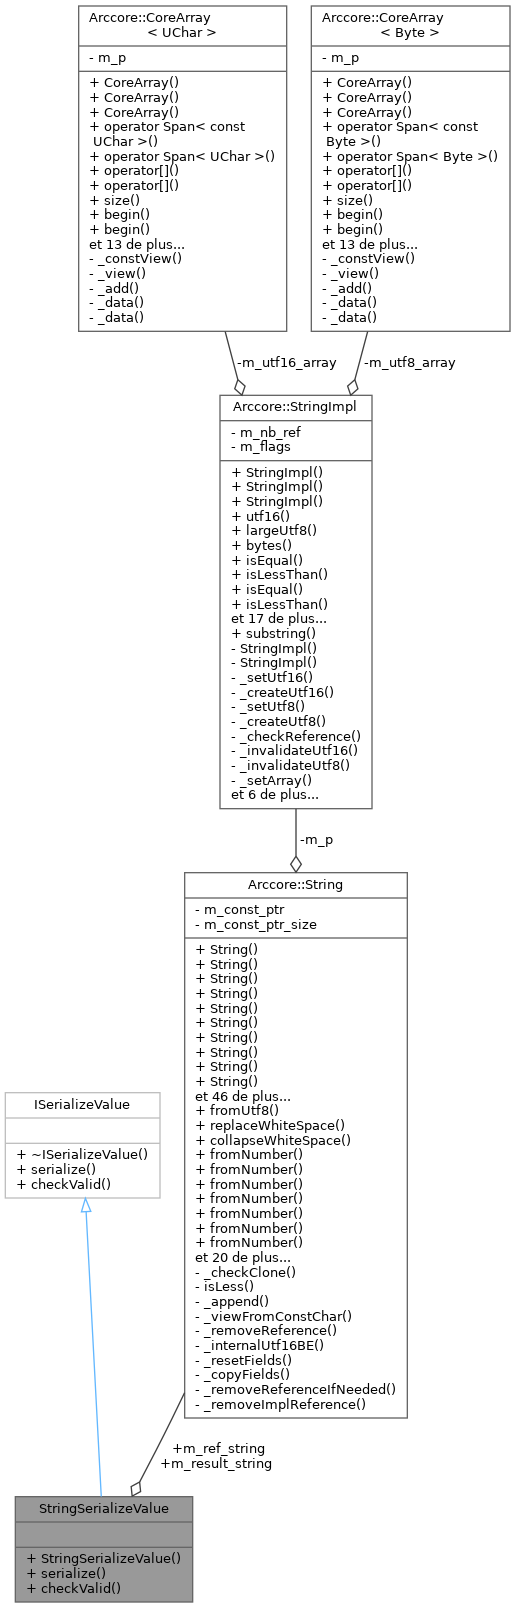 Arccore::CoreArray
< UChar >
- m_p
+ CoreArray()
+ CoreArray()
+ CoreArray()
+ operator Span< const
UChar >()
+ operator Span< UChar >()
+ operator[]()
+ operator[]()
+ size()
+ begin()
+ begin()
et 13 de plus...
- _constView()
- _view()
- _add()
- _data()
- _data()
Arccore::CoreArray
< Byte >
- m_p
+ CoreArray()
+ CoreArray()
+ CoreArray()
+ operator Span< const
Byte >()
+ operator Span< Byte >()
+ operator[]()
+ operator[]()
+ size()
+ begin()
+ begin()
et 13 de plus...
- _constView()
- _view()
- _add()
- _data()
- _data()
-m_utf16_array
-m_utf8_array
Arccore::StringImpl
- m_nb_ref
- m_flags
+ StringImpl()
+ StringImpl()
+ StringImpl()
+ utf16()
+ largeUtf8()
+ bytes()
+ isEqual()
+ isLessThan()
+ isEqual()
+ isLessThan()
et 17 de plus...
+ substring()
- StringImpl()
- StringImpl()
- _setUtf16()
- _createUtf16()
- _setUtf8()
- _createUtf8()
- _checkReference()
- _invalidateUtf16()
- _invalidateUtf8()
- _setArray()
et 6 de plus...
-m_p
Arccore::String
- m_const_ptr
- m_const_ptr_size
+ String()
+ String()
+ String()
+ String()
+ String()
+ String()
+ String()
+ String()
+ String()
+ String()
et 46 de plus...
+ fromUtf8()
+ replaceWhiteSpace()
+ collapseWhiteSpace()
+ fromNumber()
+ fromNumber()
+ fromNumber()
+ fromNumber()
+ fromNumber()
+ fromNumber()
+ fromNumber()
et 20 de plus...
- _checkClone()
- isLess()
- _append()
- _viewFromConstChar()
- _removeReference()
- _internalUtf16BE()
- _resetFields()
- _copyFields()
- _removeReferenceIfNeeded()
- _removeImplReference()
ISerializeValue
+ ~ISerializeValue()
+ serialize()
+ checkValid()
+m_ref_string
+m_result_string
StringSerializeValue
+ StringSerializeValue()
+ serialize()
+ checkValid()